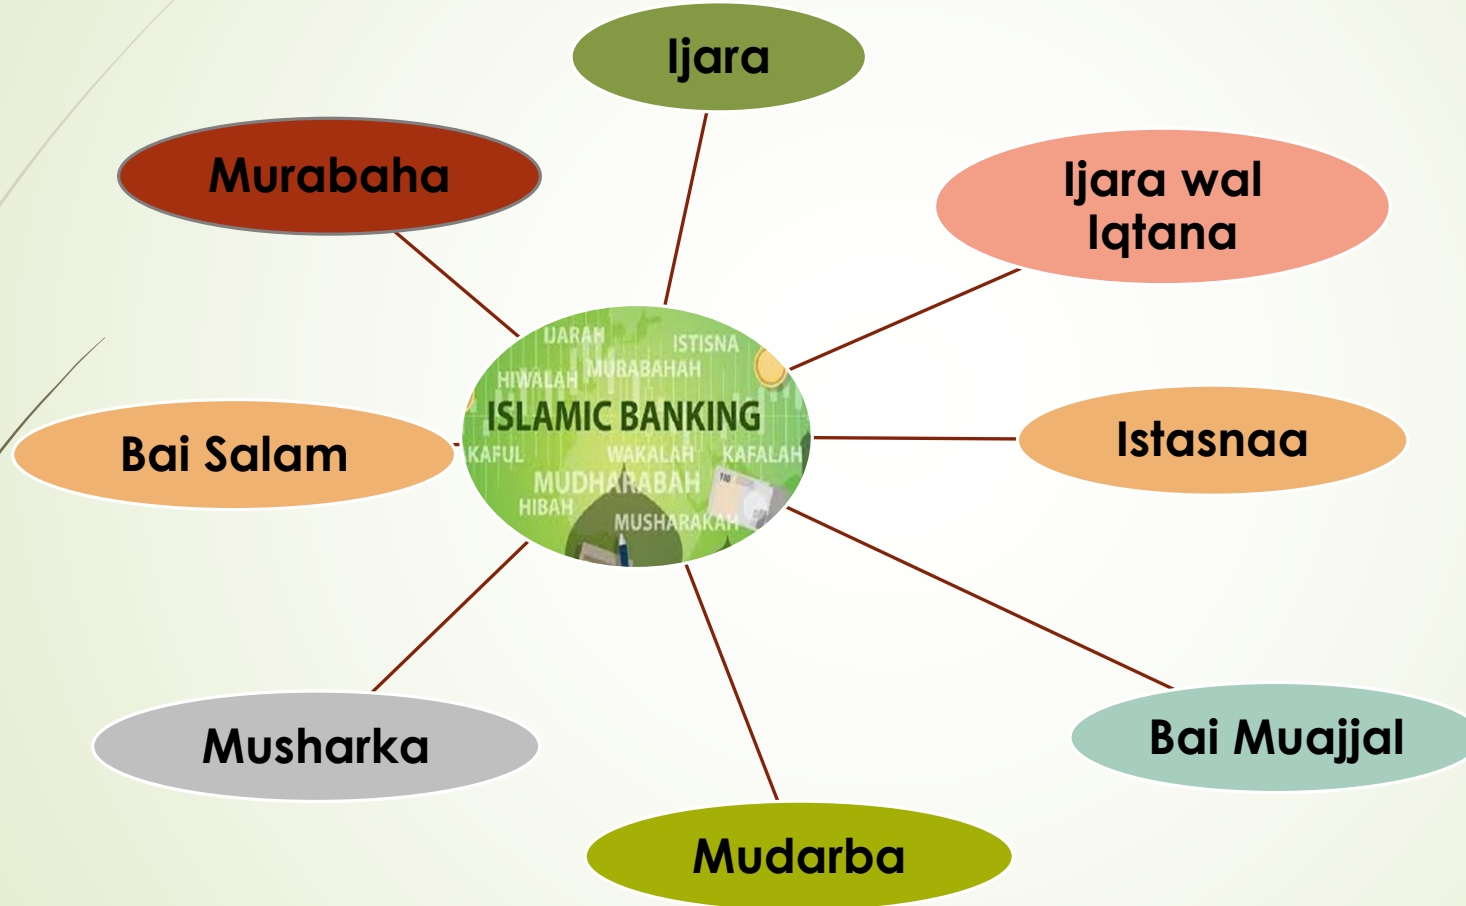 Ijara
Murabaha
Ijara wal
Iqtana
IJARAH
ISTISNA
HIWALAH
MURABAHAH
ISLAMIC BANKING
KAFUL
WAKALAH
KAFALAH
MUDHARABAH
HIBAH
MUSHARAKAH
Bai Salam
Istasnaa
Musharka
Bai Muajjal
Mudarba